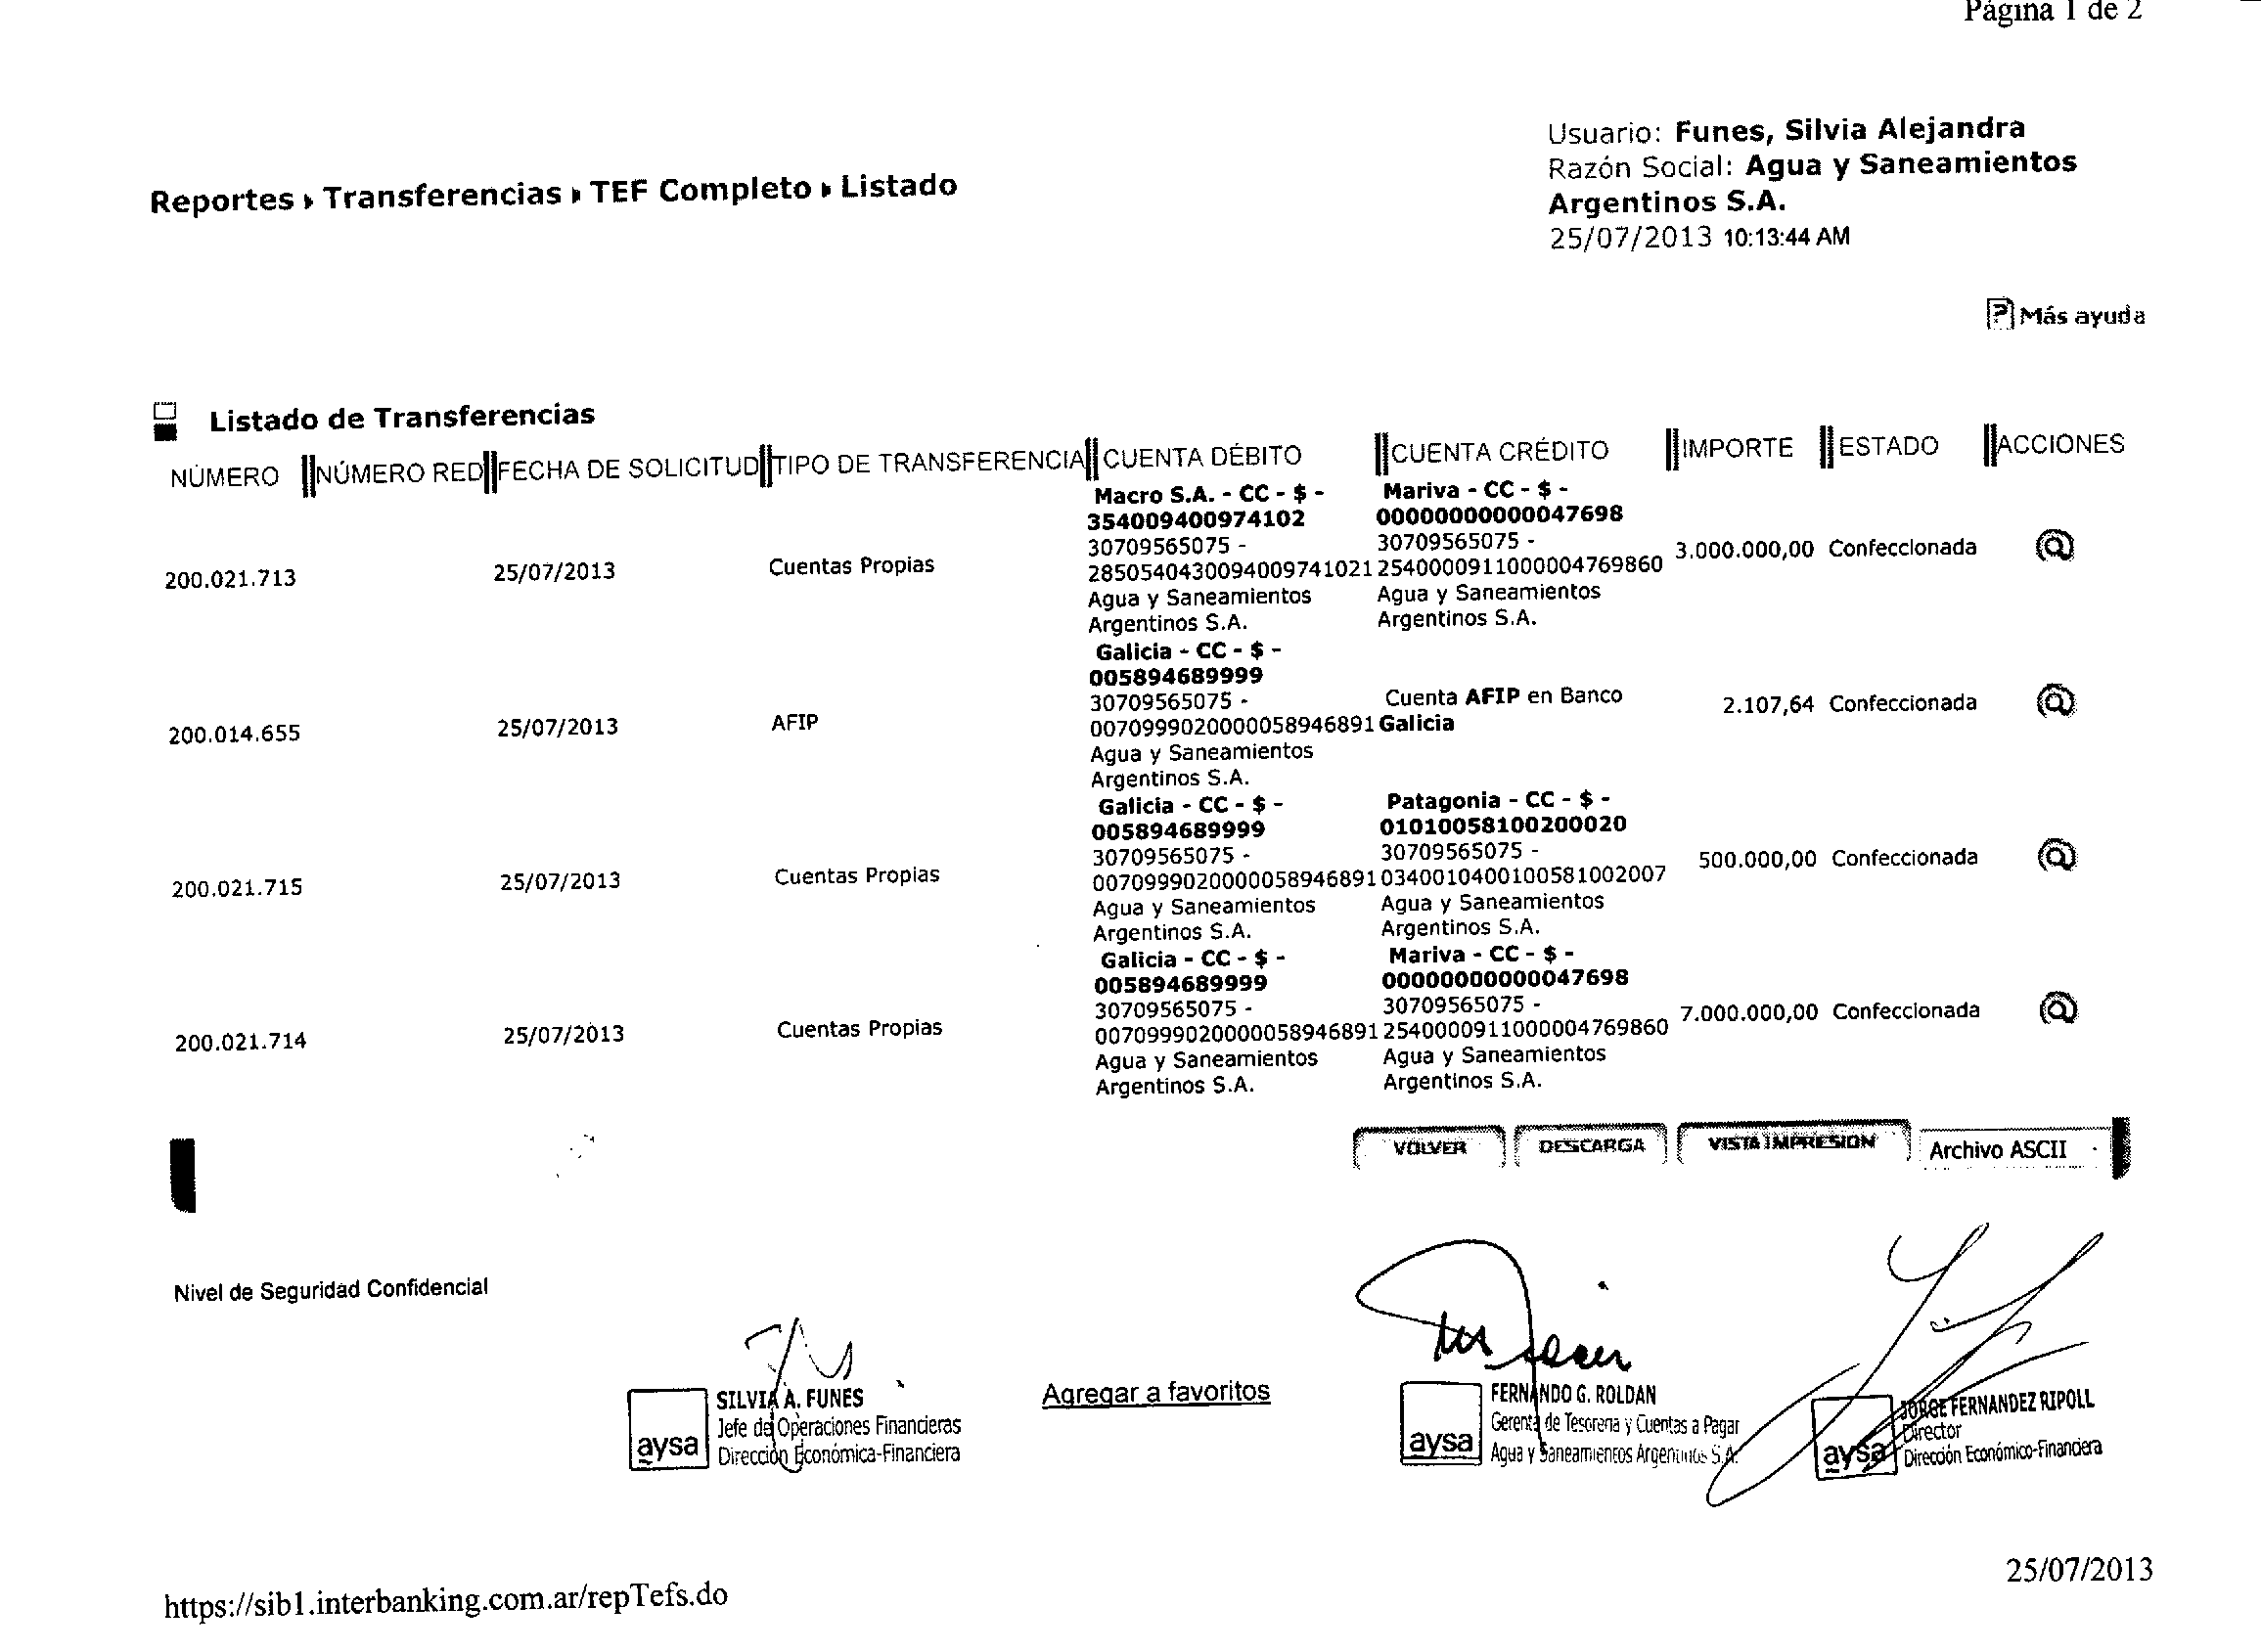 Página 1 de 2
Usuario: Funes, Silvia Alejandra
Razón Social: Agua y Saneamientos
Argentinos S.A.
25/07/2013 10:13:44 AM
Reportes › Transferencias › TEF Completo › Listado
Más ayuda
Listado de Transferencias
NÚMERO NÚMERO RED FECHA DE SOLICITUD TIPO DE TRANSFERENCIA CUENTA DÉBITO CUENTA CRÉDITO IMPORTE ESTADO ACCIONES
Macro S.A. - CC - $ - Mariva - CC - $ -
354009400974102 00000000000047698
30709565075 - 30709565075 -
200.021.713 25/07/2013 Cuentas Propias 2850540430094009741021 2540000911000004769860 3.000.000,00 Confeccionada
Agua y Saneamientos Agua y Saneamientos
Argentinos S.A. Argentinos S.A.
Galicia - CC - $ -
005894689999
30709565075 - Cuenta AFIP en Banco
200.014.655 25/07/2013 AFIP 0070999020000058946891 Galicia 2.107,64 Confeccionada
Agua y Saneamientos
Argentinos S.A.
Galicia - CC - $ - Patagonia - CC - $ -
005894689999 01010058100200020
30709565075 - 30709565075 -
200.021.715 25/07/2013 Cuentas Propias 0070999020000058946891 0340010400100581002007 500.000,00 Confeccionada
Agua y Saneamientos Agua y Saneamientos
Argentinos S.A. Argentinos S.A.
Galicia - CC - $ - Mariva - CC - $ -
005894689999 00000000000047698
30709565075 - 30709565075 -
200.021.714 25/07/2013 Cuentas Propias 0070999020000058946891 2540000911000004769860 7.000.000,00 Confeccionada
Agua y Saneamientos Agua y Saneamientos
Argentinos S.A. Argentinos S.A.
VOLVER DESCARGA VISTA IMPRESION Archivo ASCII
Nivel de Seguridad Confidencial
Agregar a favoritos
aysa
SILVIA A. FUNES
Jefe de Operaciones Financieras
Dirección Económica-Financiera
aysa
FERNANDO G. ROLDAN
Gerente de Tesoreria y Cuentas a Pagar
Agua y Saneamientos Argentinos S.A.
aysa
JORGE FERNANDEZ RIPOLL
Director
Dirección Económico-Financiera
25/07/2013
https://sib1.interbanking.com.ar/repTefs.do